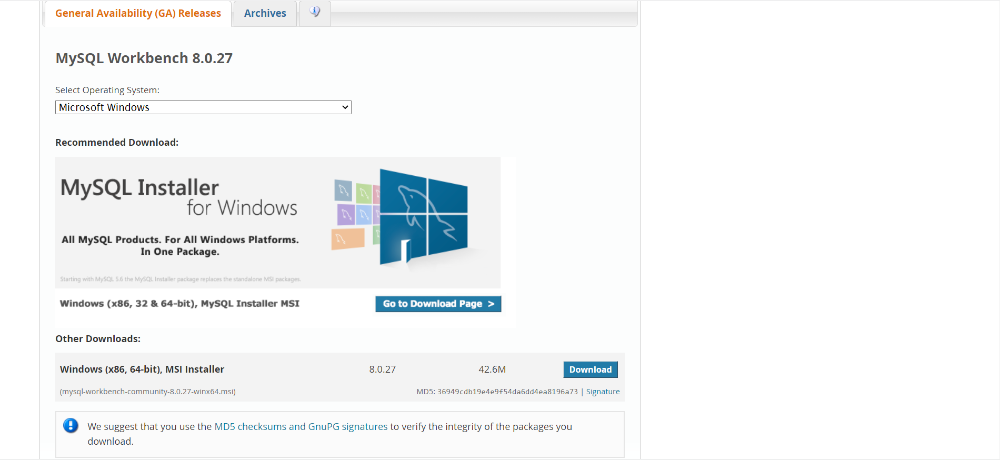 General Availability (GA) Releases
Archives
MySQL Workbench 8.0.27
Select Operating System:
Microsoft Windows
Recommended Download:
MySQL Installer
for Windows
All MySQL Products. For All Windows Platforms.
In One Package.
Starting with MySQL 5.6 the MySQL Installer package replaces the standalone MSI packages.
Windows (x86, 32 & 64-bit), MySQL Installer MSI
Go to Download Page >
Other Downloads:
Windows (x86, 64-bit), MSI Installer 8.0.27 42.6M Download
(mysql-workbench-community-8.0.27-winx64.msi) MD5: 36949cdb19e4e9f54da6dd4ea8196a73 | Signature
We suggest that you use the MD5 checksums and GnuPG signatures to verify the integrity of the packages you
download.